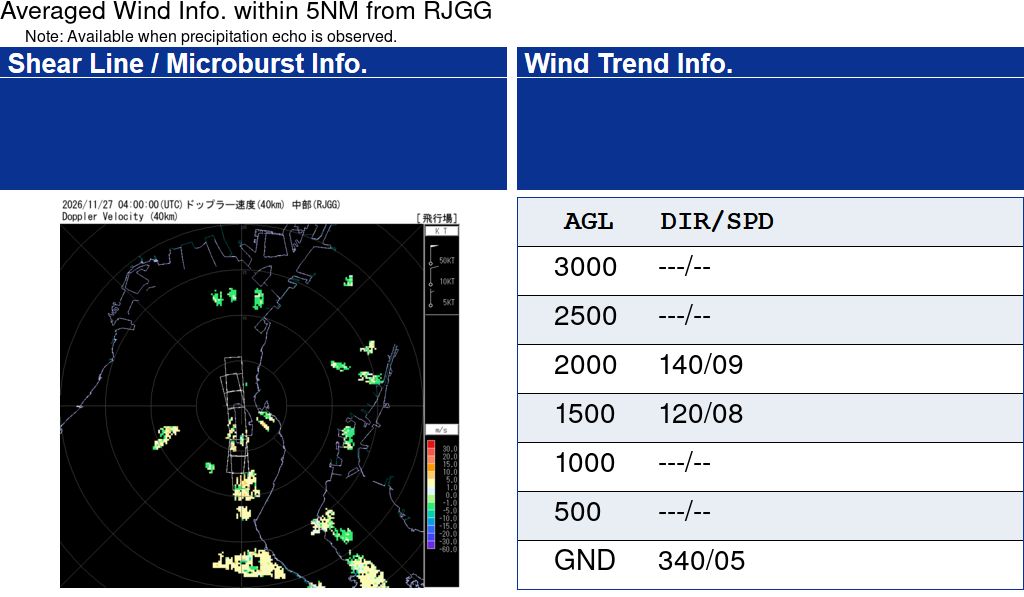 Averaged Wind Info. within 5NM from RJGG
Note: Available when precipitation echo is observed.
Shear Line / Microburst Info.
Wind Trend Info.
2026/11/27 04:00:00(UTC) ドップラー速度(40km) 中部(RJGG)
Doppler Velocity (40km)
[飛行場]
KT
50KT
10KT
5KT
m/s
30.0
20.0
15.0
10.0
5.0
1.0
0.0
-1.0
-5.0
-10.0
-15.0
-20.0
-30.0
-60.0
AGL DIR/SPD
3000 ---/--
2500 ---/--
2000 140/09
1500 120/08
1000 ---/--
500 ---/--
GND 340/05